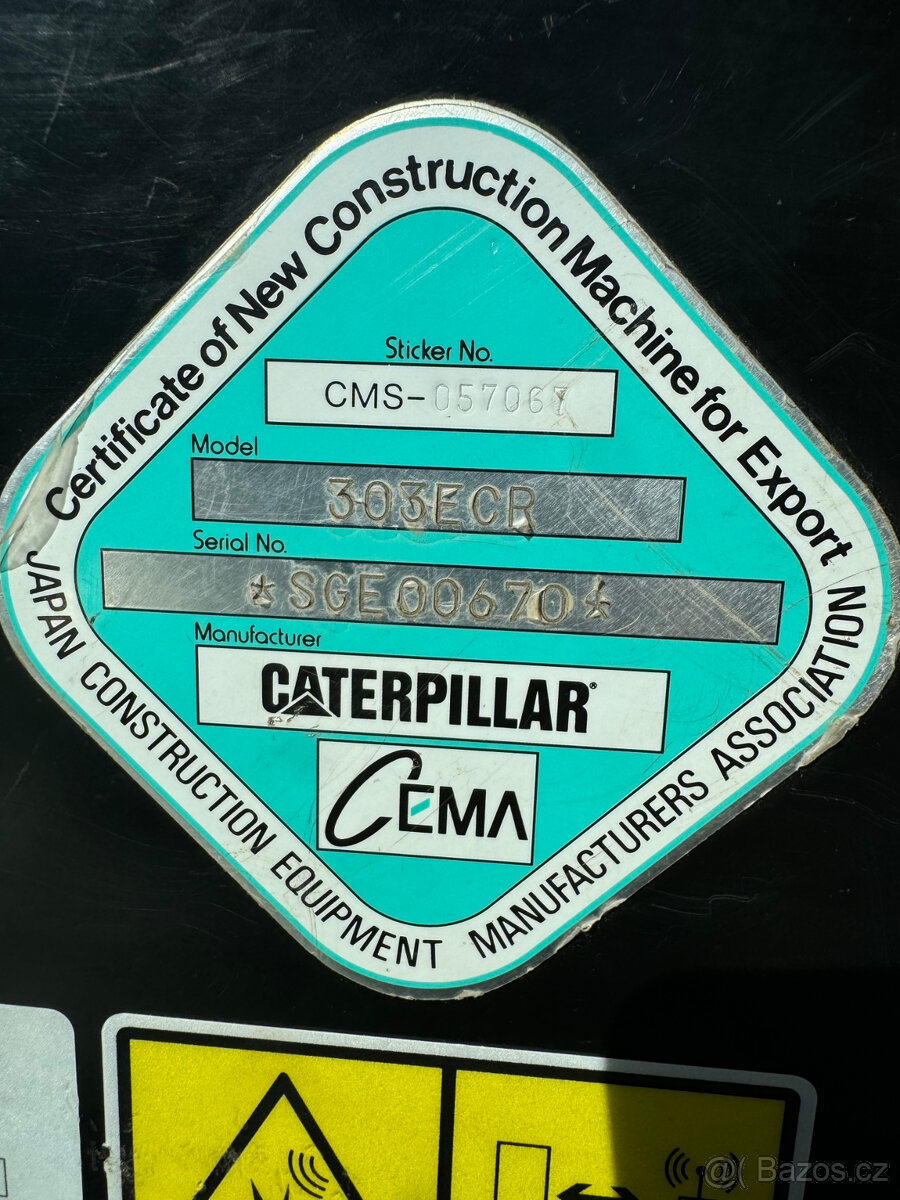 Certificate of New Construction Machine for Export
Sticker No.
CMS-
Model
303ECR
Serial No.
*SGE00670*
Manufacturer
CATERPILLAR®
CEMA
JAPAN CONSTRUCTION EQUIPMENT MANUFACTURERS ASSOCIATION
@( Bazos.cz